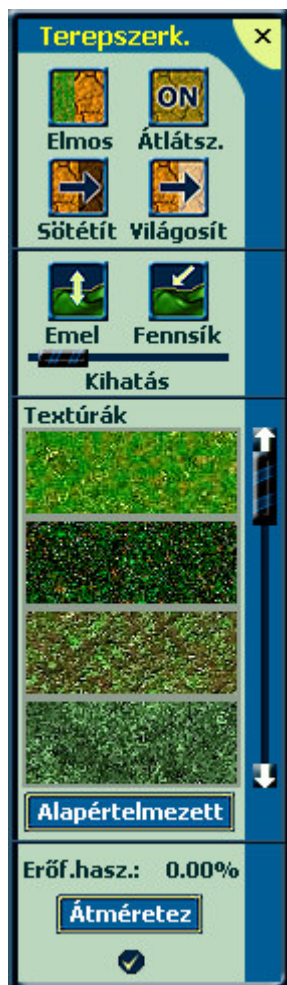 Terepszerk.
ON
Elmos Átlátsz.
Sötétít Világosít
Emel Fennsík
Kihatás
Textúrák
Alapértelmezett
Erőf.hasz.: 0.00%
Átméretez